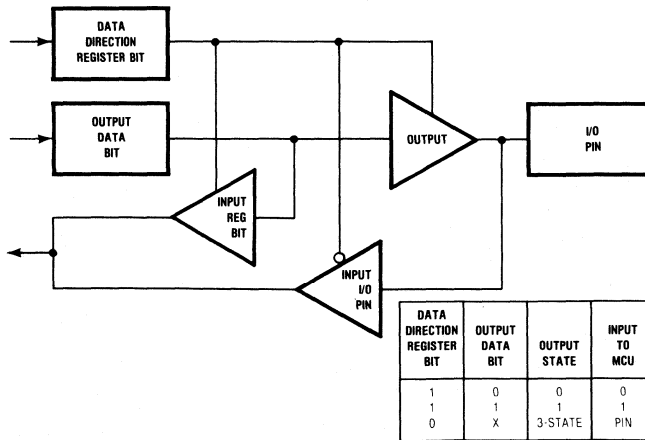 DATA
DIRECTION
REGISTER BIT
OUTPUT
DATA
BIT
OUTPUT
I/O
PIN
INPUT
REG
BIT
INPUT
I/O
PIN
DATA DIRECTION REGISTER BIT OUTPUT DATA BIT OUTPUT STATE INPUT TO MCU
1 0 0 0
1 1 1 1
0 X 3-STATE PIN